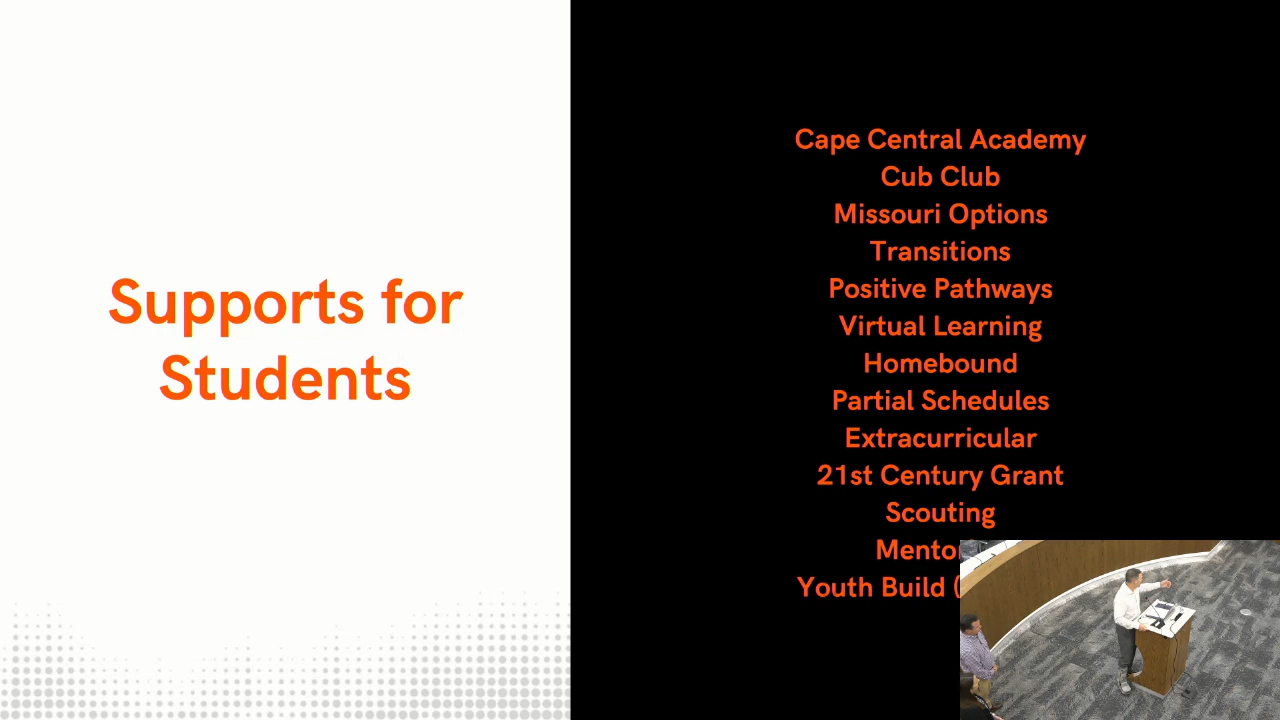 Supports for
Students
Cape Central Academy
Cub Club
Missouri Options
Transitions
Positive Pathways
Virtual Learning
Homebound
Partial Schedules
Extracurricular
21st Century Grant
Scouting
Youth Build